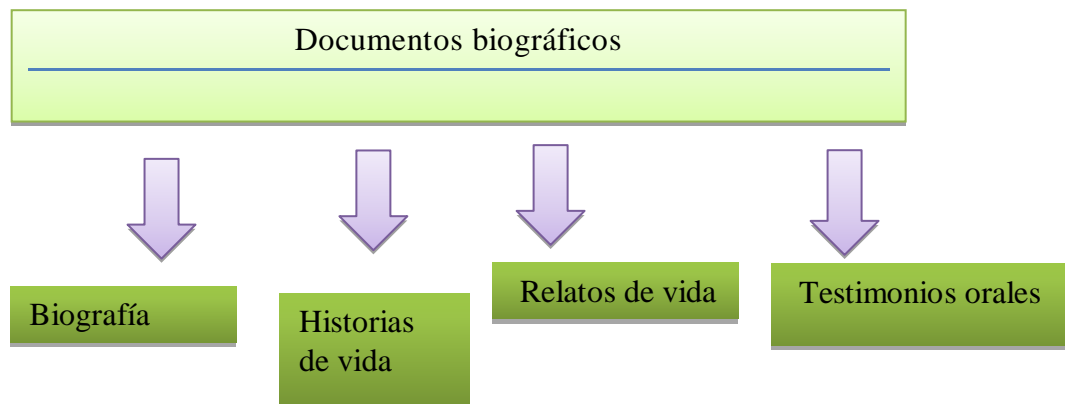 Documentos biográficos
Biografía
Historias
de vida
Relatos de vida
Testimonios orales